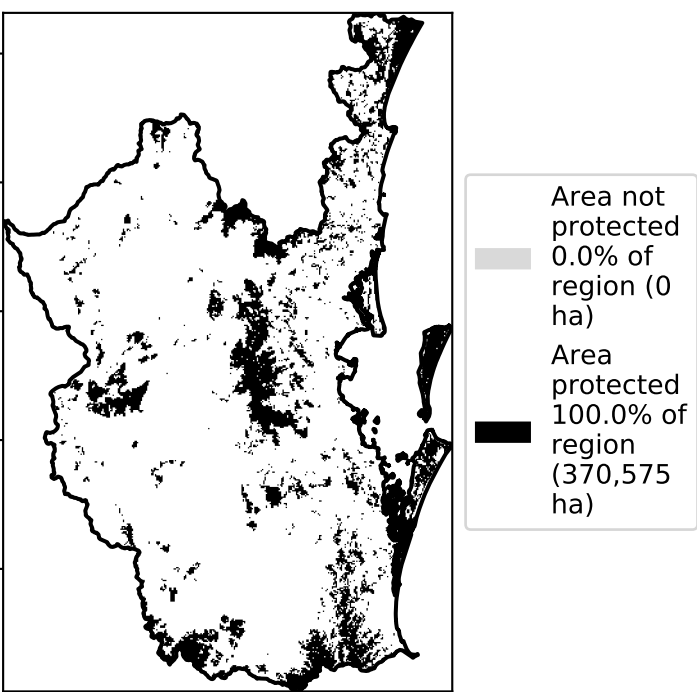 Area not
protected
0.0% of
region (0
ha)
Area
protected
100.0% of
region
(370,575
ha)